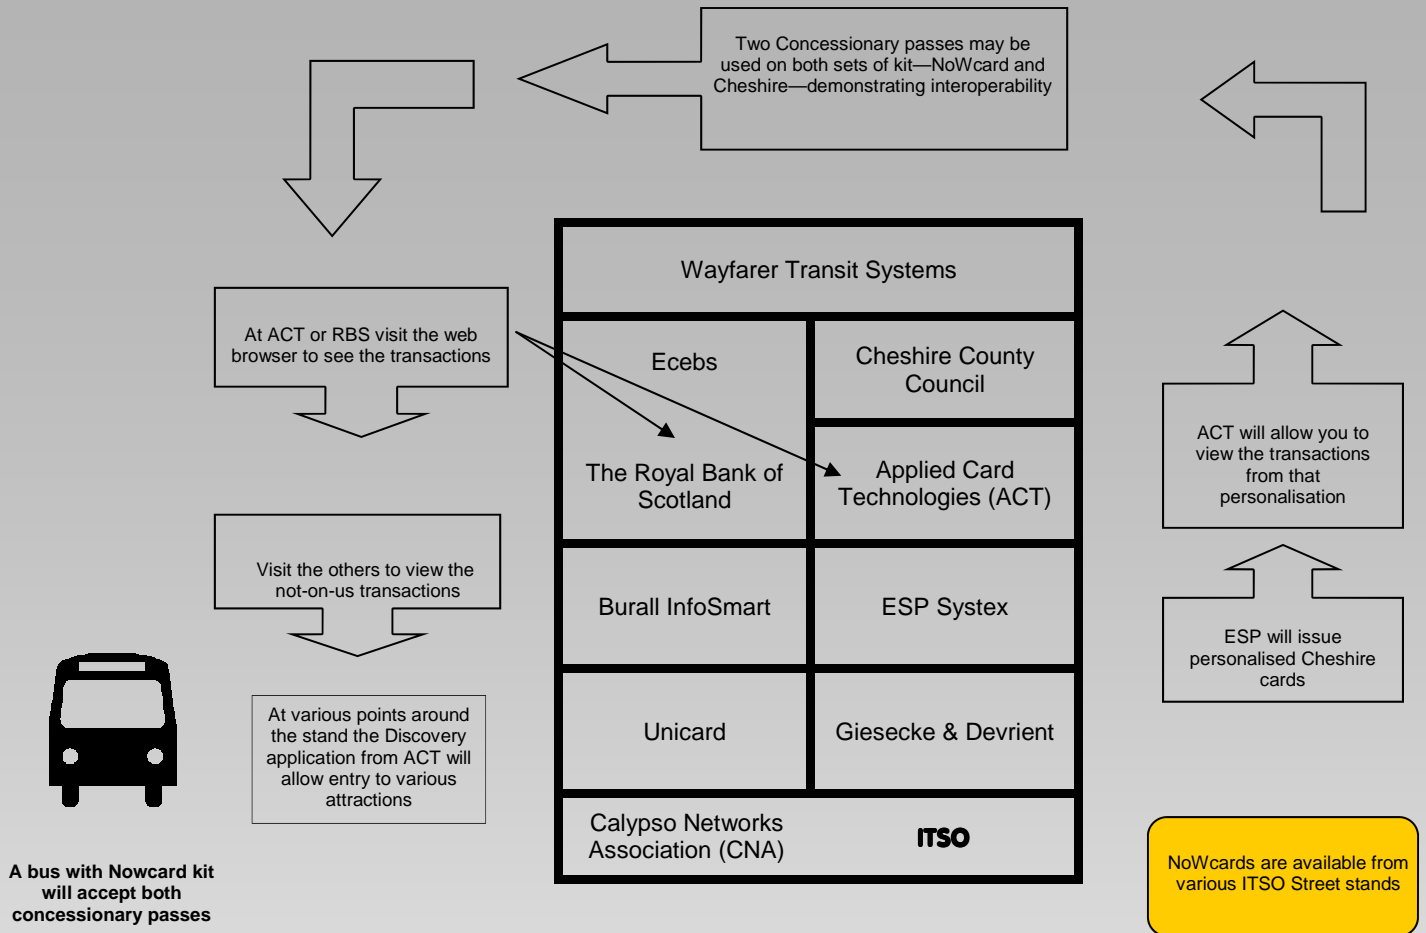 Two Concessionary passes may be
used on both sets of kit—NoWcard and
Cheshire—demonstrating interoperability
Wayfarer Transit Systems
At ACT or RBS visit the web
browser to see the transactions
Ecebs
Cheshire County
Council
The Royal Bank of
Scotland
Applied Card
Technologies (ACT)
ACT will allow you to
view the transactions
from that
personalisation
Visit the others to view the
not-on-us transactions
Burall InfoSmart
ESP Systex
ESP will issue
personalised Cheshire
cards
At various points around
the stand the Discovery
application from ACT will
allow entry to various
attractions
Unicard
Giesecke & Devrient
Calypso Networks
Association (CNA)
ITSO
A bus with Nowcard kit
will accept both
concessionary passes
NoWcards are available from
various ITSO Street stands